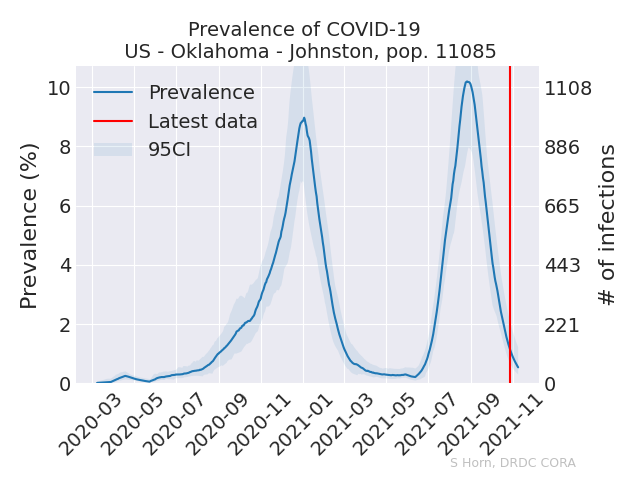 Prevalence of COVID-19
US - Oklahoma - Johnston, pop. 11085
Prevalence
Latest data
95CI
Prevalence (%)
10
8
6
4
2
0
# of infections
1108
886
665
443
221
0
2020-03
2020-05
2020-07
2020-09
2020-11
2021-01
2021-03
2021-05
2021-07
2021-09
2021-11
S Horn, DRDC CORA